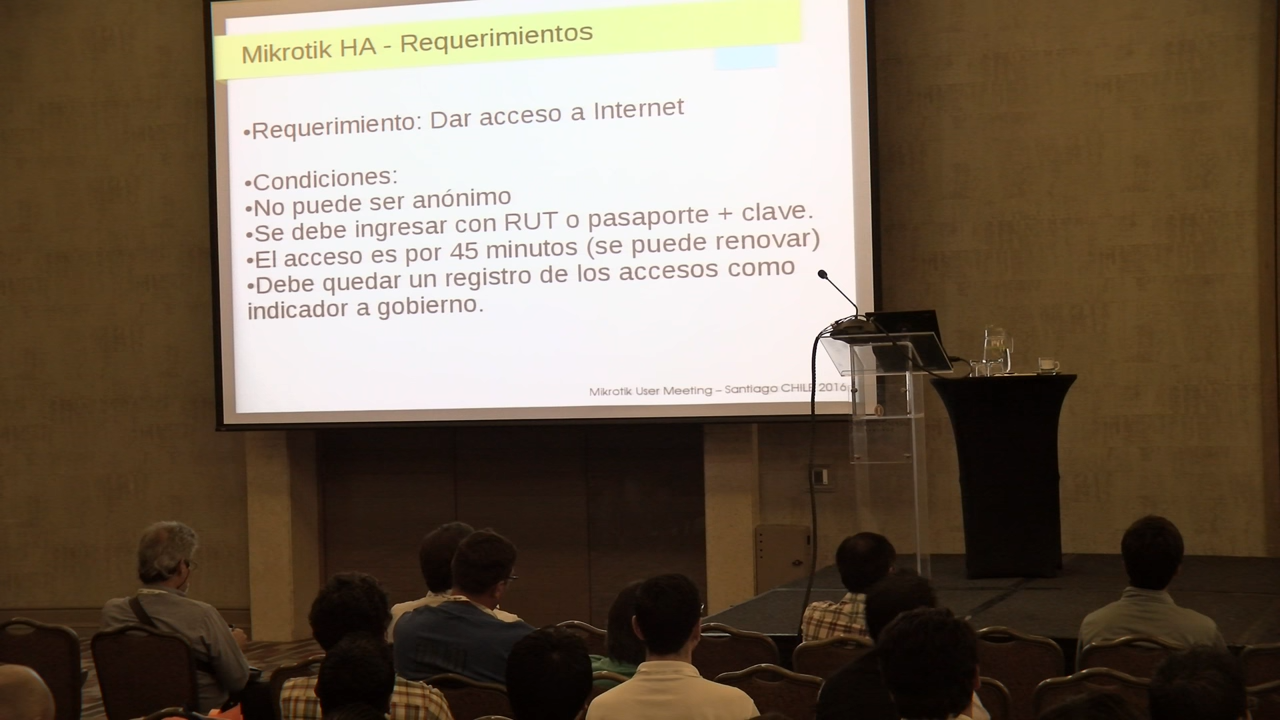 Mikrotik HA - Requerimientos
•Requerimiento: Dar acceso a Internet
•Condiciones:
•No puede ser anónimo
•Se debe ingresar con RUT o pasaporte + clave.
•El acceso es por 45 minutos (se puede renovar)
•Debe quedar un registro de los accesos como
indicador a gobierno.
Mikrotik User Meeting – Santiago CHILE 2016